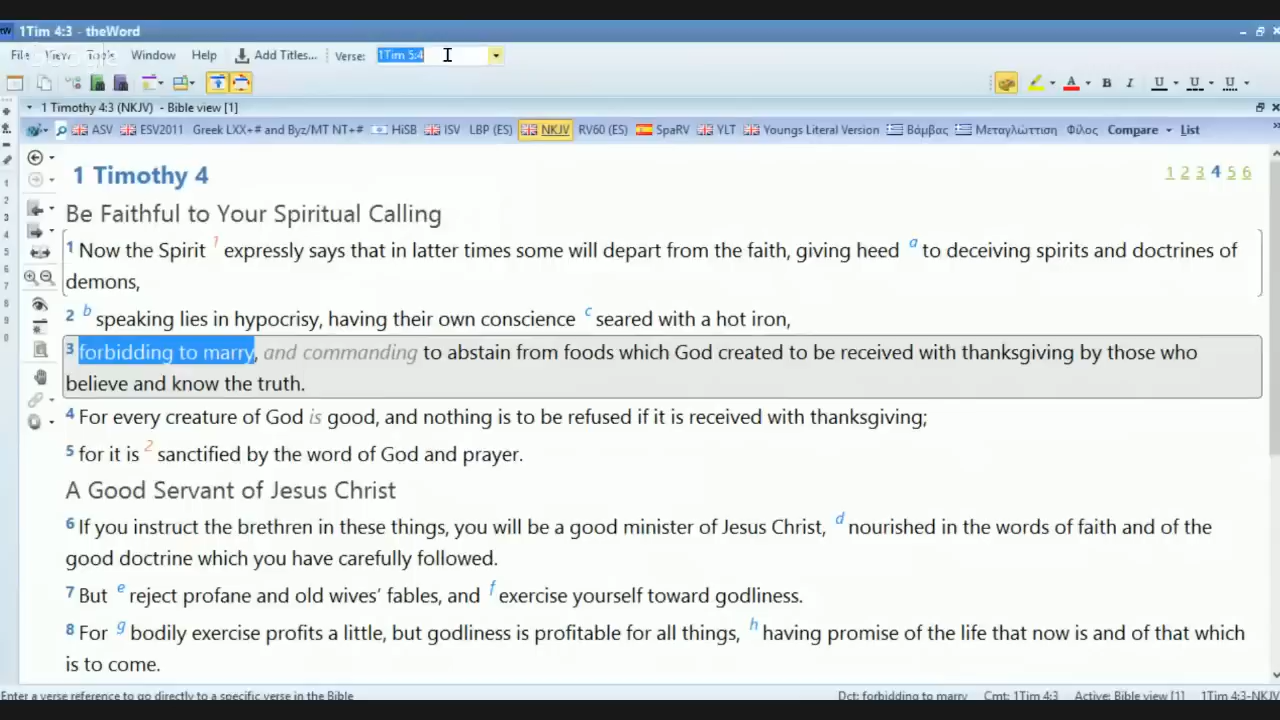 1Tim 4:3 - theWord
File View Tools Window Help Add Titles... Verse: 1Tim 5:4
1 Timothy 4:3 (NKJV) - Bible view [1]
ASV ESV2011 Greek LXX+# and Byz/MT NT+# HiSB ISV LBP (ES) NKJV RV60 (ES) SpaRV YLT Youngs Literal Version Βάμβας Μεταγλώττιση Φίλος Compare List
1 Timothy 4 1 2 3 4 5 6
Be Faithful to Your Spiritual Calling
1 Now the Spirit 1 expressly says that in latter times some will depart from the faith, giving heed a to deceiving spirits and doctrines of
demons,
2 b speaking lies in hypocrisy, having their own conscience c seared with a hot iron,
3 forbidding to marry, and commanding to abstain from foods which God created to be received with thanksgiving by those who
believe and know the truth.
4 For every creature of God is good, and nothing is to be refused if it is received with thanksgiving;
5 for it is 2 sanctified by the word of God and prayer.
A Good Servant of Jesus Christ
6 If you instruct the brethren in these things, you will be a good minister of Jesus Christ, d nourished in the words of faith and of the
good doctrine which you have carefully followed.
7 But e reject profane and old wives' fables, and f exercise yourself toward godliness.
8 For g bodily exercise profits a little, but godliness is profitable for all things, h having promise of the life that now is and of that which
is to come.
Enter a verse reference to go directly to a specific verse in the Bible Dct: forbidding to marry Cmt: 1Tim 4:3 Active: Bible view [1] 1Tim 4:3-NKJV